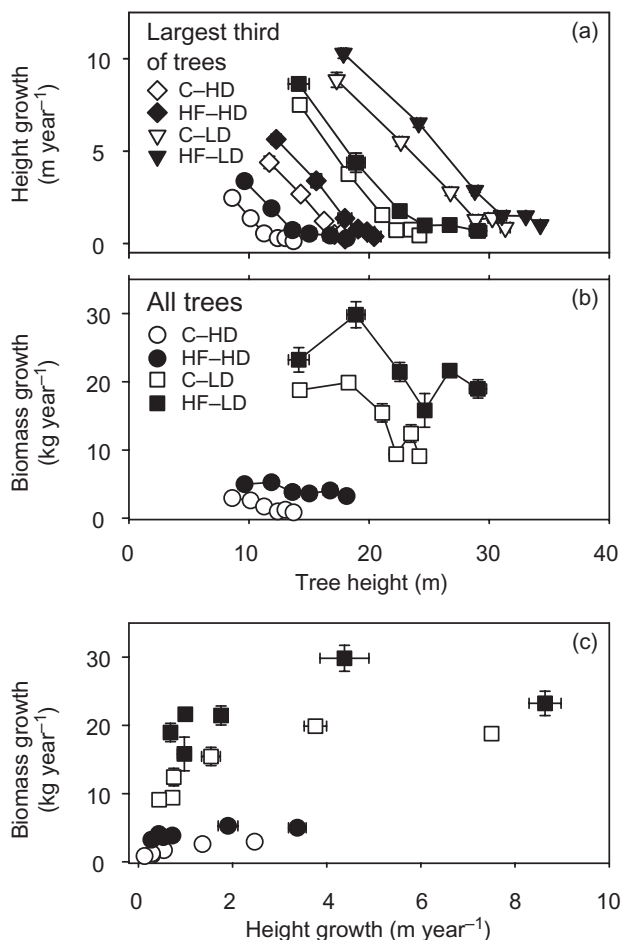 (a)
Largest third
of trees
C–HD
HF–HD
C–LD
HF–LD
10
5
0
Height growth
(m year⁻¹)
(b)
All trees
C–HD
HF–HD
C–LD
HF–LD
30
20
10
0
Biomass growth
(kg year⁻¹)
0 10 20 30 40
Tree height (m)
(c)
30
20
10
0
Biomass growth
(kg year⁻¹)
0 2 4 6 8 10
Height growth (m year⁻¹)